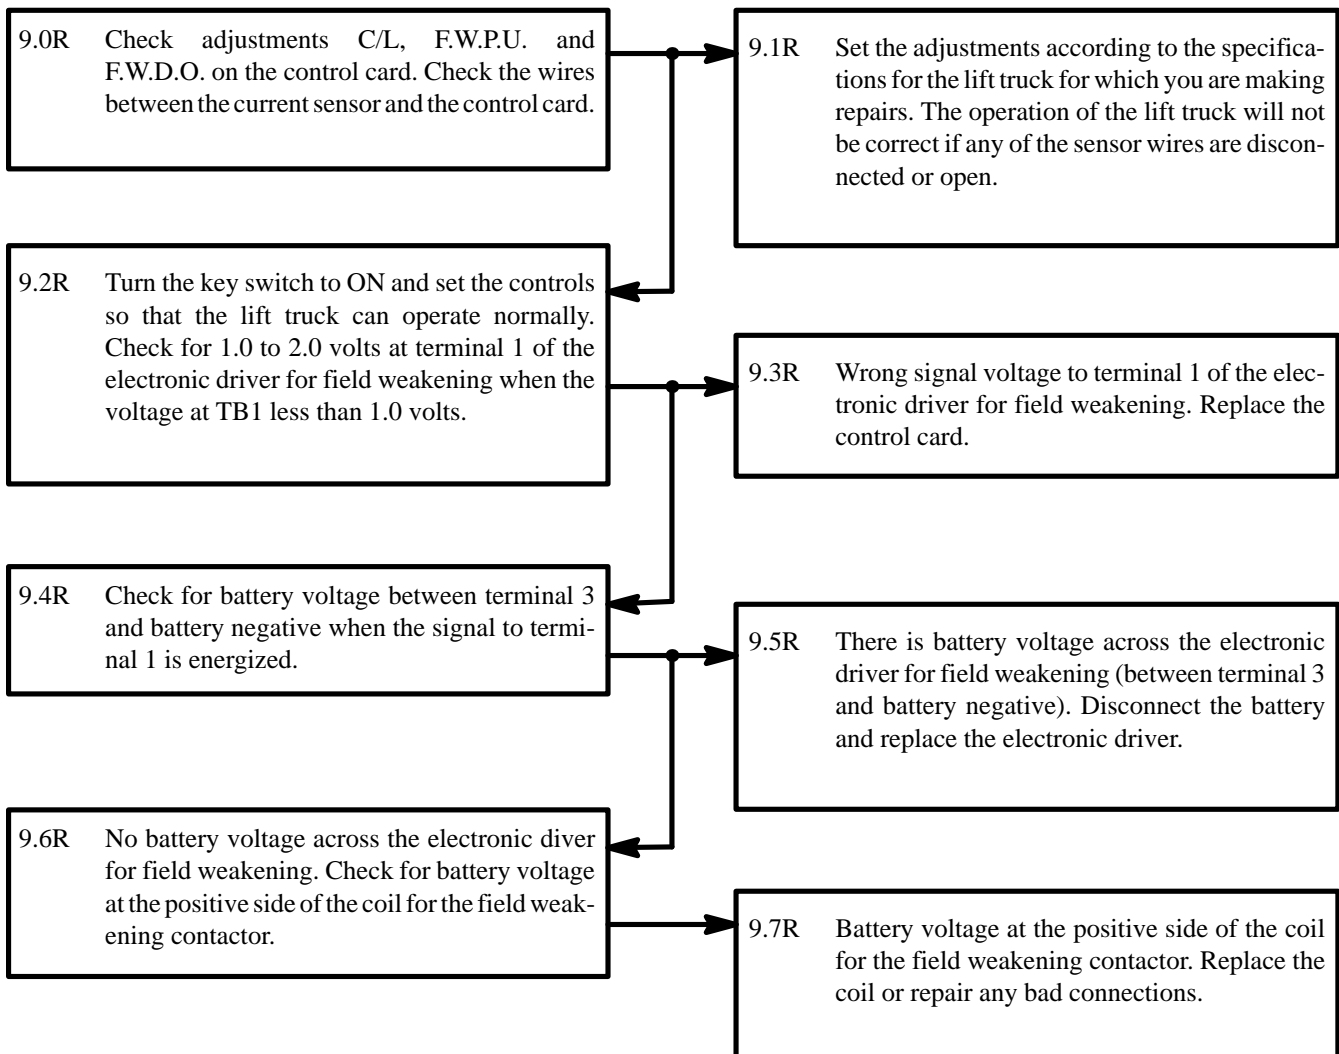 9.0R Check adjustments C/L, F.W.P.U. and
F.W.D.O. on the control card. Check the wires
between the current sensor and the control card.
9.1R Set the adjustments according to the specifica-
tions for the lift truck for which you are making
repairs. The operation of the lift truck will not
be correct if any of the sensor wires are discon-
nected or open.
9.2R Turn the key switch to ON and set the controls
so that the lift truck can operate normally.
Check for 1.0 to 2.0 volts at terminal 1 of the
electronic driver for field weakening when the
voltage at TB1 less than 1.0 volts.
9.3R Wrong signal voltage to terminal 1 of the elec-
tronic driver for field weakening. Replace the
control card.
9.4R Check for battery voltage between terminal 3
and battery negative when the signal to termi-
nal 1 is energized.
9.5R There is battery voltage across the electronic
driver for field weakening (between terminal 3
and battery negative). Disconnect the battery
and replace the electronic driver.
9.6R No battery voltage across the electronic diver
for field weakening. Check for battery voltage
at the positive side of the coil for the field weak-
ening contactor.
9.7R Battery voltage at the positive side of the coil
for the field weakening contactor. Replace the
coil or repair any bad connections.